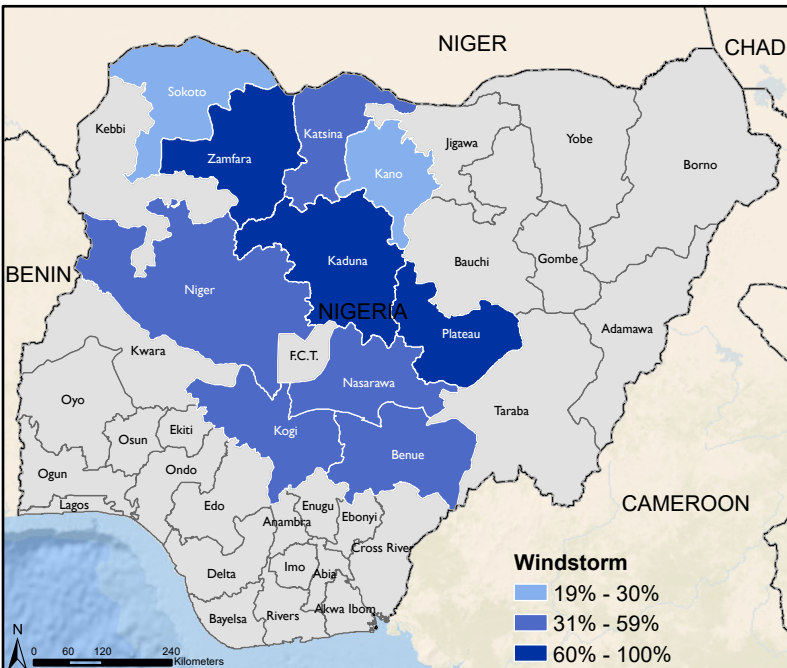 NIGER
CHAD
Sokoto
Kebbi
Katsina
Jigawa
Yobe
Borno
Zamfara
Kano
Kaduna
Bauchi
Gombe
BENIN
Niger
NIGERIA
Plateau
Adamawa
Kwara
F.C.T.
Nasarawa
Taraba
Oyo
Osun
Ekiti
Kogi
Benue
Ogun
Ondo
Lagos
Edo
Anambra
Enugu
Ebonyi
CAMEROON
Cross River
Delta
Imo
Abia
Bayelsa
Rivers
Akwa Ibom
Windstorm
19% - 30%
31% - 59%
60% - 100%
N
0 60 120 240
Kilometers